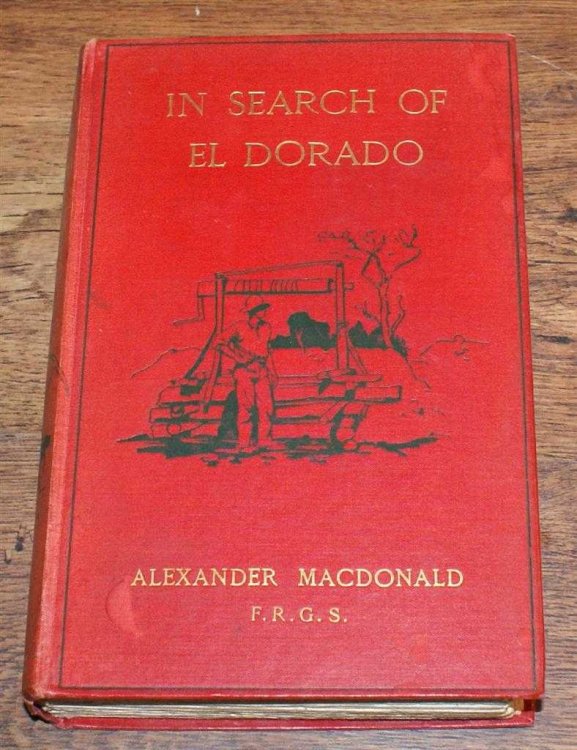 IN SEARCH OF
EL DORADO
ALEXANDER MACDONALD
F. R. G. S.